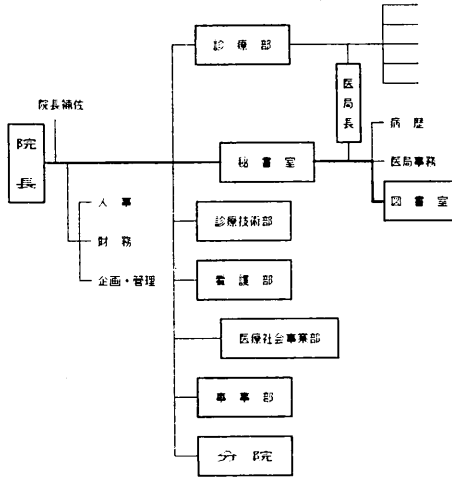 診療部
医局長
院長補佐
病歴
院長
秘書室
医局事務
図書室
人事
診療技術部
財務
企画・管理
看護部
医療社会事業部
事事部
分院